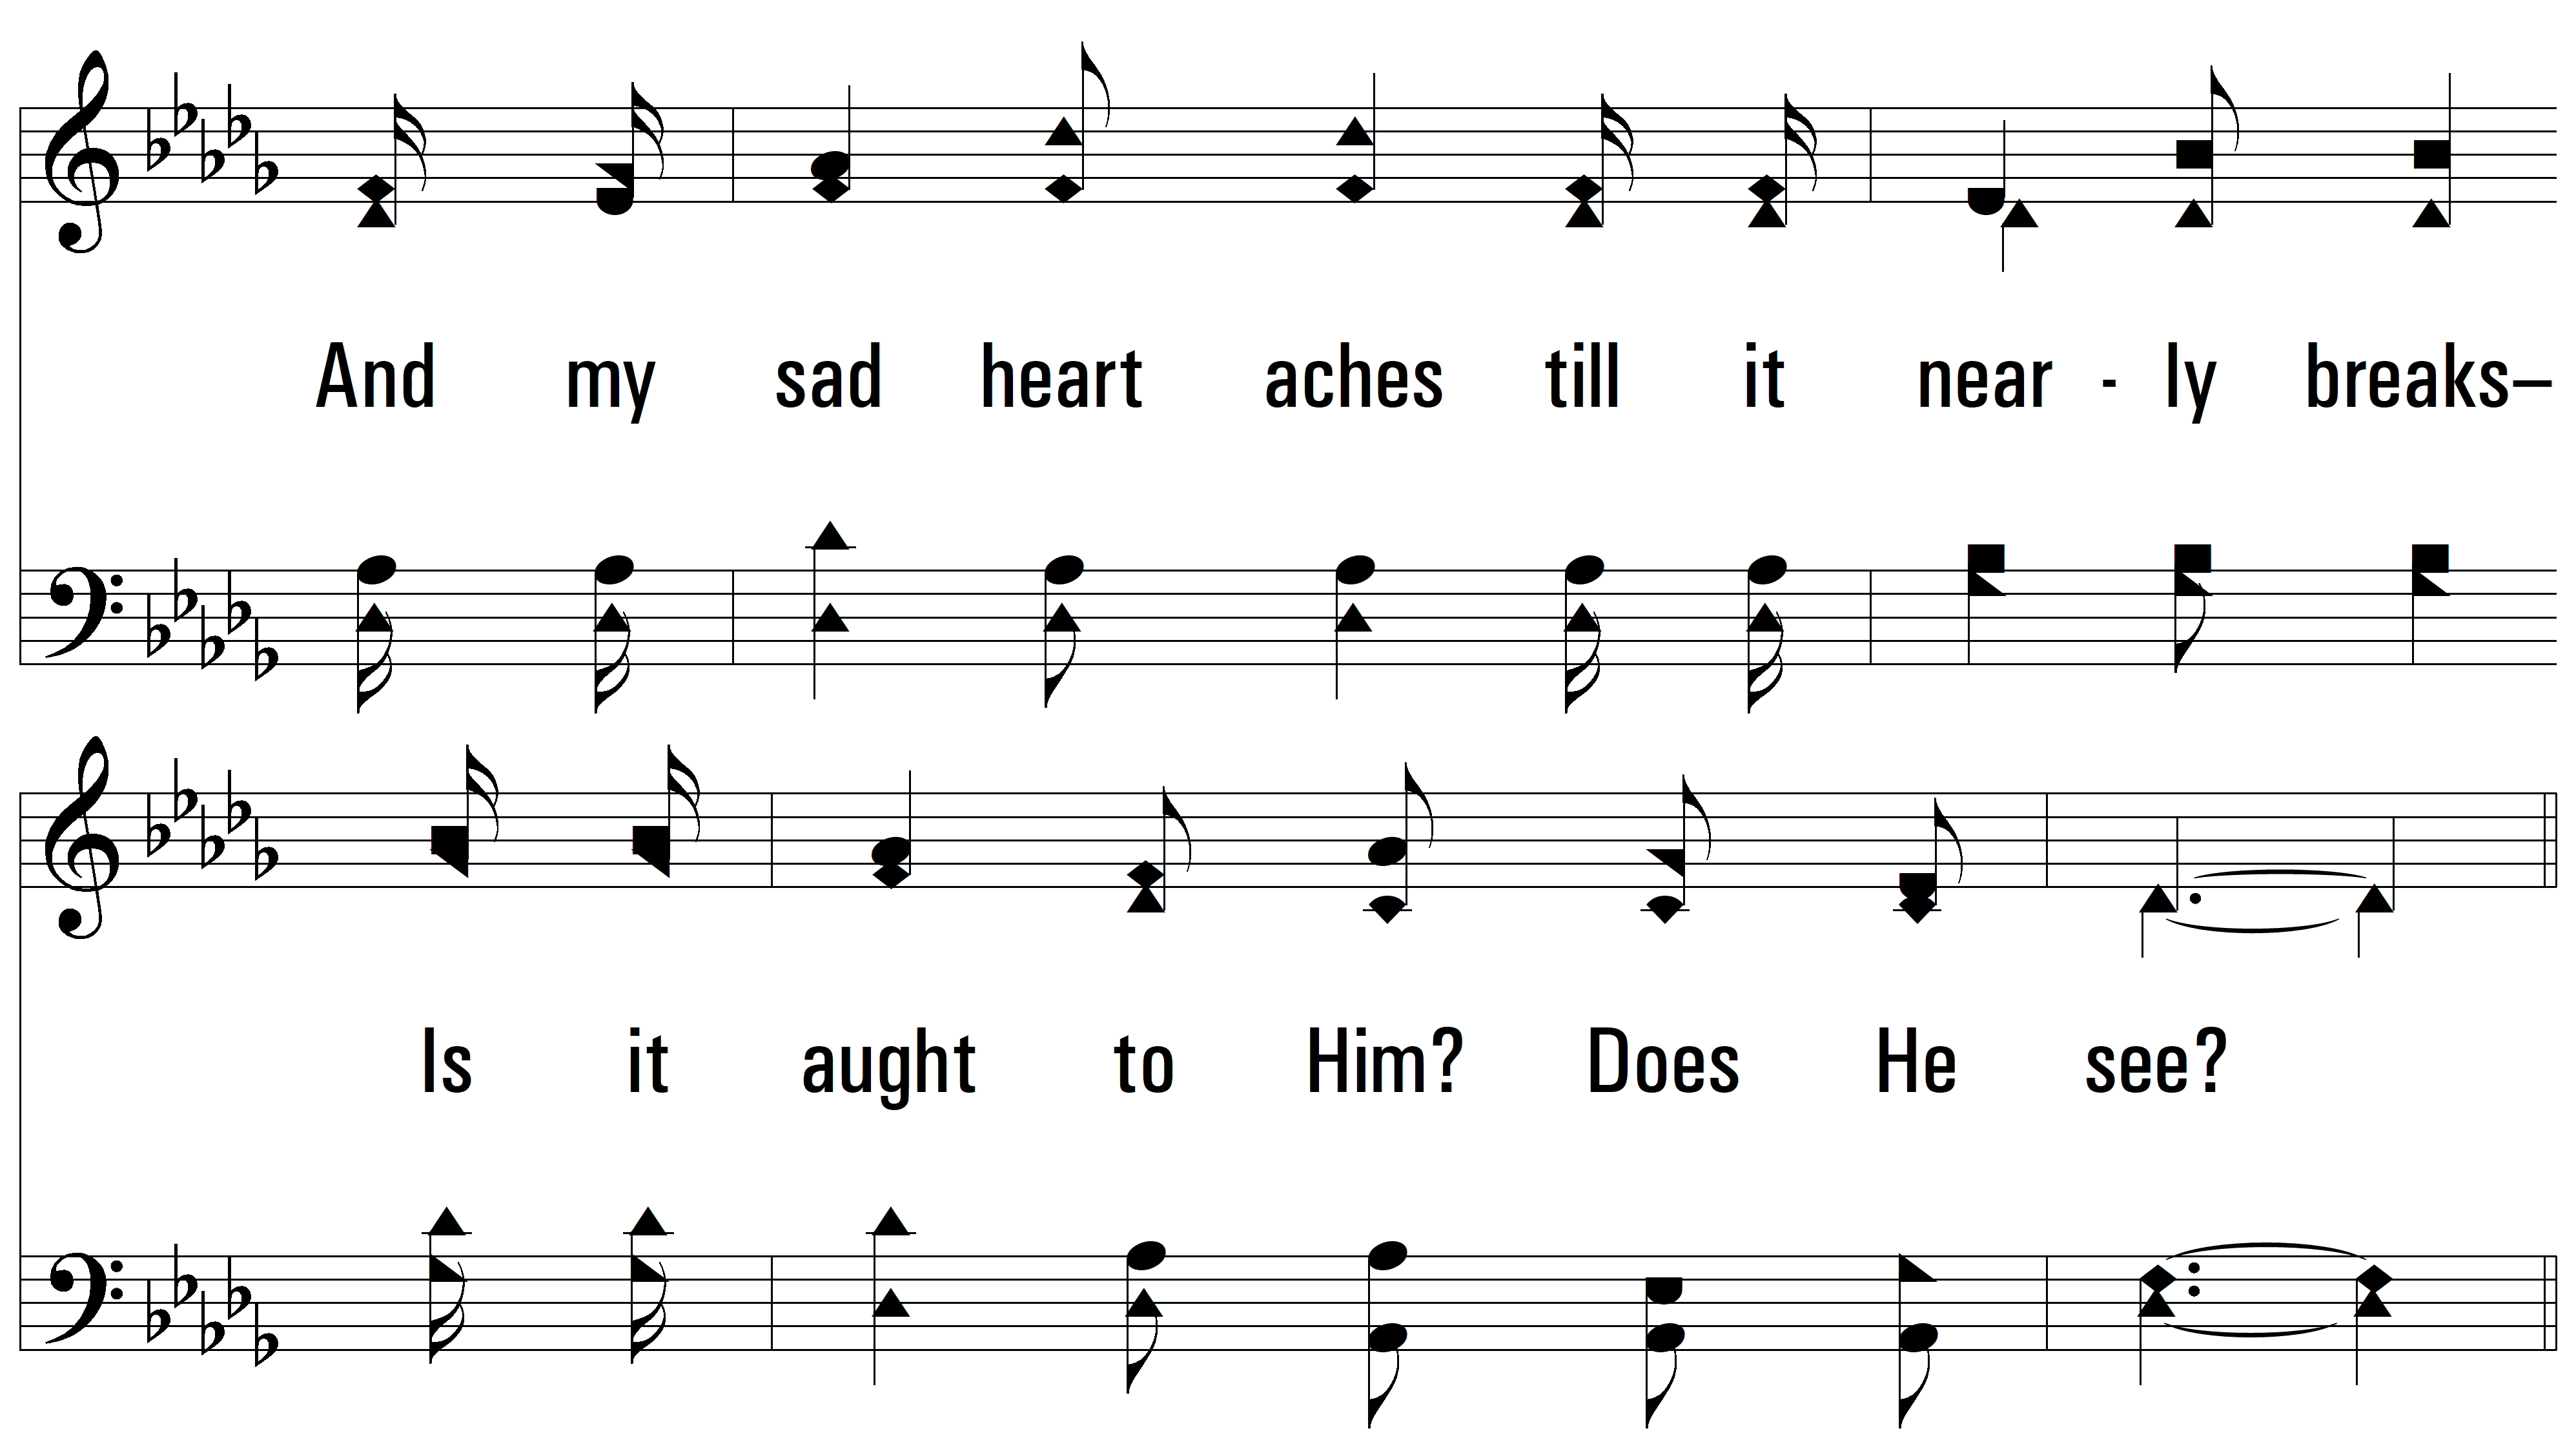 And my sad heart aches till it near - ly breaks–
Is it aught to Him? Does He see?